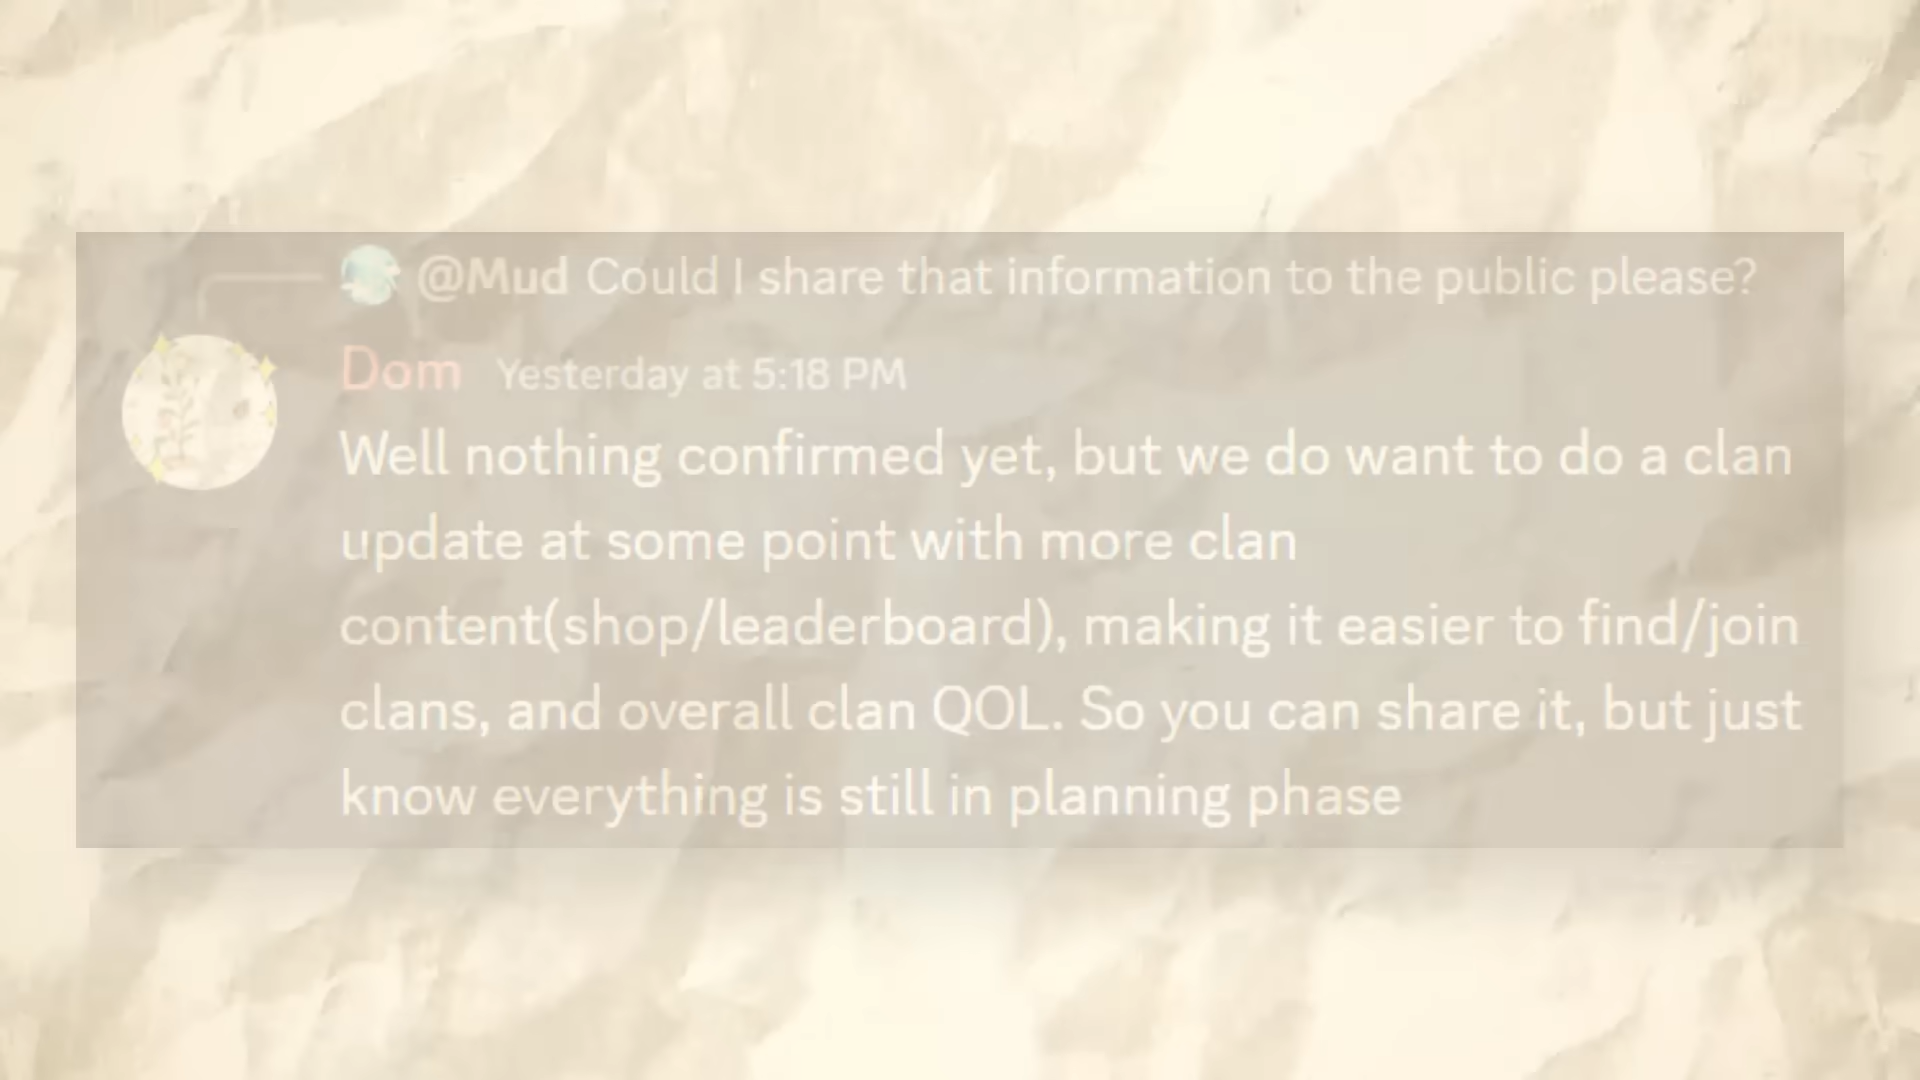 @Mud Could I share that information to the public please?
Dom Yesterday at 5:18 PM
Well nothing confirmed yet, but we do want to do a clan
update at some point with more clan
content(shop/leaderboard), making it easier to find/join
clans, and overall clan QOL. So you can share it, but just
know everything is still in planning phase